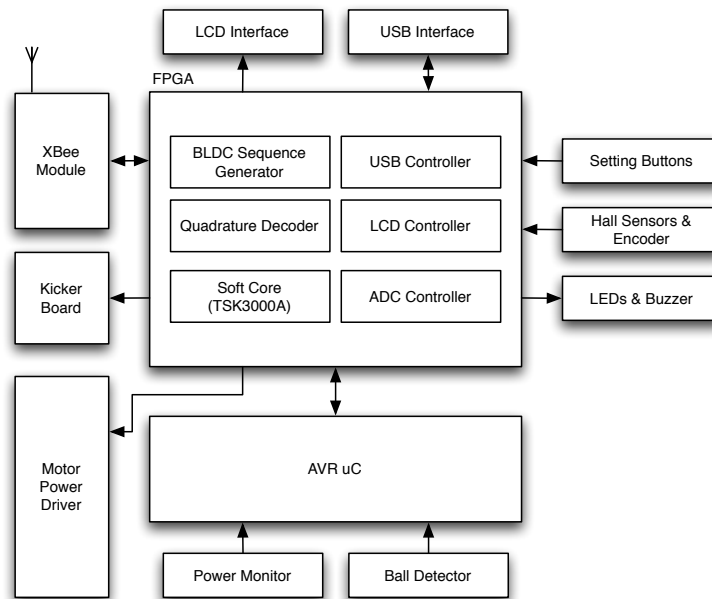 LCD Interface
USB Interface
FPGA
XBee
Module
BLDC Sequence
Generator
USB Controller
Setting Buttons
Quadrature Decoder
LCD Controller
Hall Sensors &
Encoder
Kicker
Board
Soft Core
(TSK3000A)
ADC Controller
LEDs & Buzzer
Motor
Power
Driver
AVR uC
Power Monitor
Ball Detector